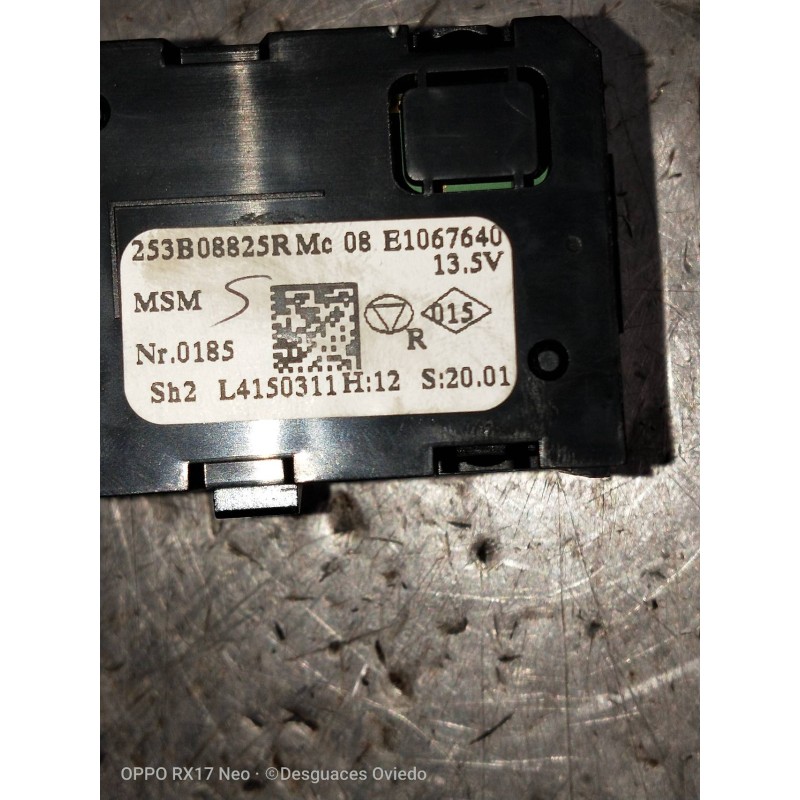 253B08825R Mc 08 E1067640
13.5V
MSM S
015
R
Nr.0185
Sh2 L4150311 H:12 S:20.01
OPPO RX17 Neo · ©Desguaces Oviedo